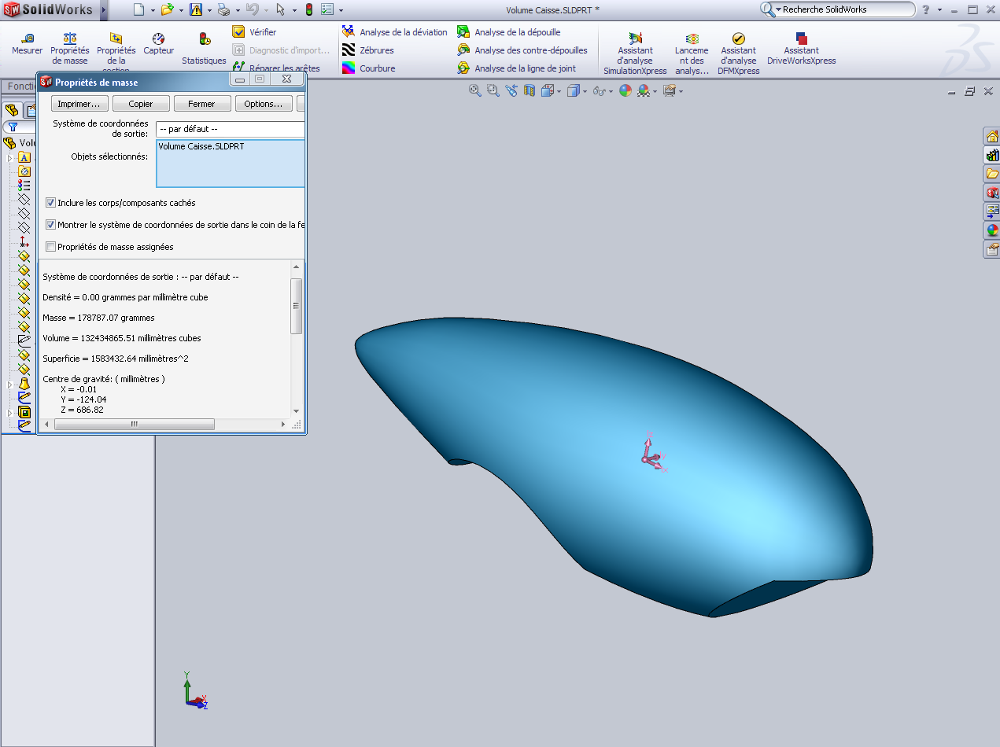 SolidWorks
Volume Caisse.SLDPRT *
Recherche SolidWorks
?
Mesurer
Propriétés
de masse
Propriétés
de la
Capteur
Statistiques
Vérifier
Diagnostic d'import...
Réparer les arêtes
Analyse de la déviation
Zébrures
Courbure
Analyse de la dépouille
Analyse des contre-dépouilles
Analyse de la ligne de joint
Assistant
d'analyse
SimulationXpress
Lanceme
nt des
analys...
Assistant
d'analyse
DFMXpress
Assistant
DriveWorksXpress
Foncti
Volu
Propriétés de masse
Imprimer...
Copier
Fermer
Options...
Système de coordonnées
de sortie:
-- par défaut --
Objets sélectionnés:
Volume Caisse.SLDPRT
Inclure les corps/composants cachés
Montrer le système de coordonnées de sortie dans le coin de la fe
Propriétés de masse assignées
Système de coordonnées de sortie : -- par défaut --
Densité = 0.00 grammes par millimètre cube
Masse = 178787.07 grammes
Volume = 132434865.51 millimètres cubes
Superficie = 1583432.64 millimètres^2
Centre de gravité: ( millimètres )
X = -0.01
Y = -124.04
Z = 686.82
Z
Y
X
Y
X
Z